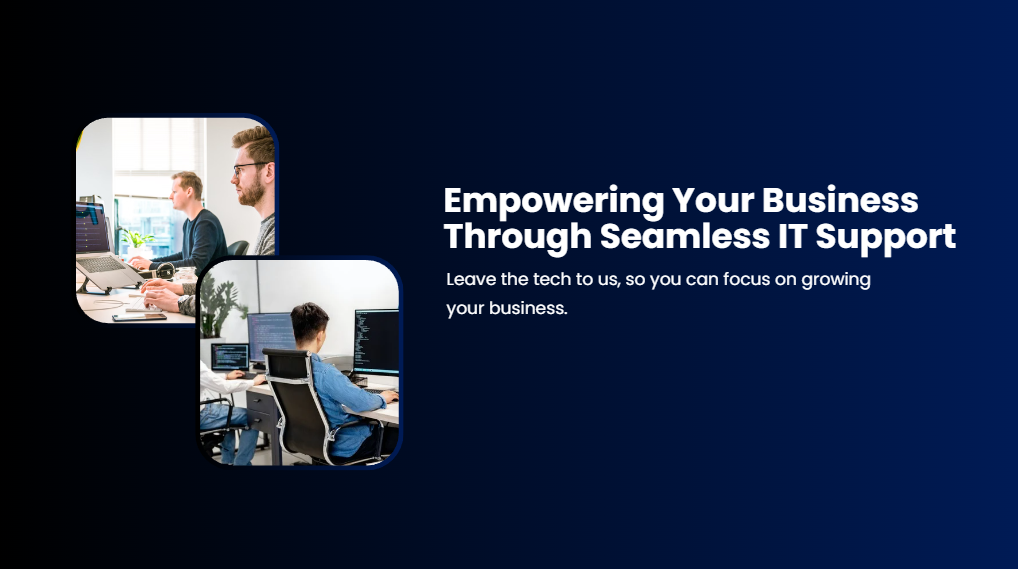 Empowering Your Business
Through Seamless IT Support
Leave the tech to us, so you can focus on growing
your business.